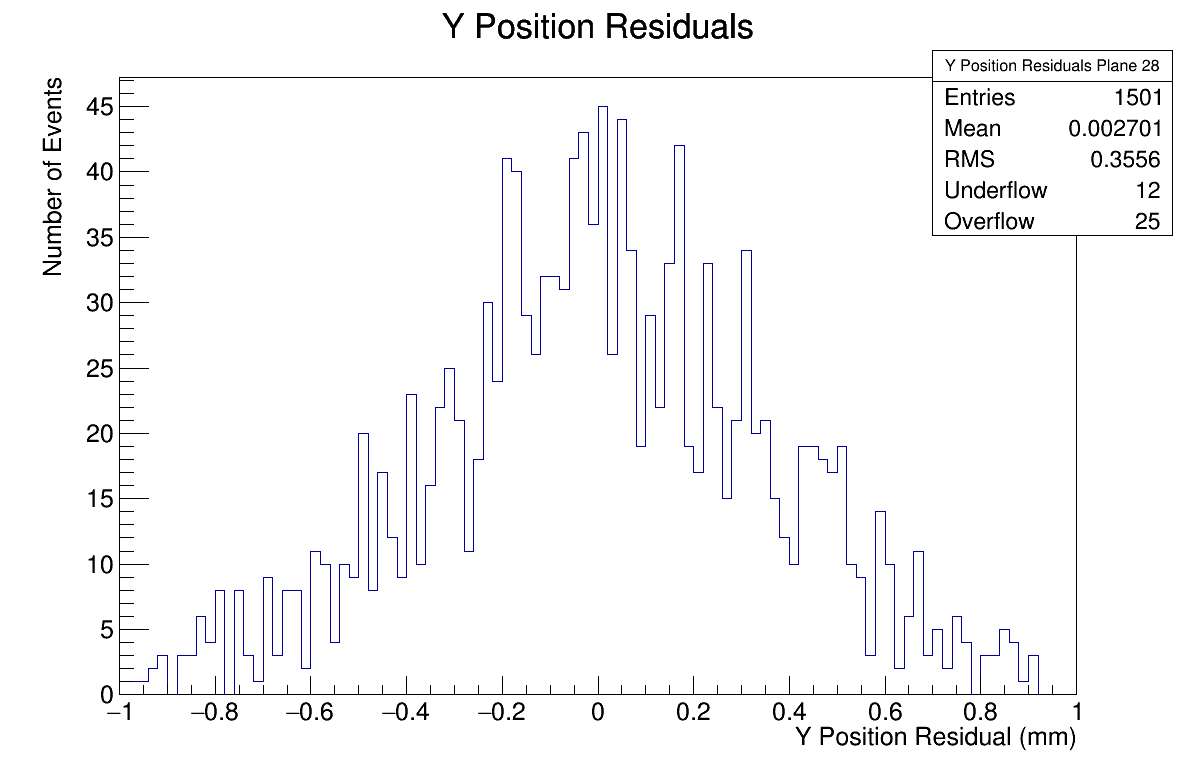 Y Position Residuals
Y Position Residuals Plane 28
Entries 1501
Mean 0.002701
RMS 0.3556
Underflow 12
Overflow 25
Number of Events
45
40
35
30
25
20
15
10
5
0
−1 −0.8 −0.6 −0.4 −0.2 0 0.2 0.4 0.6 0.8 1
Y Position Residual (mm)